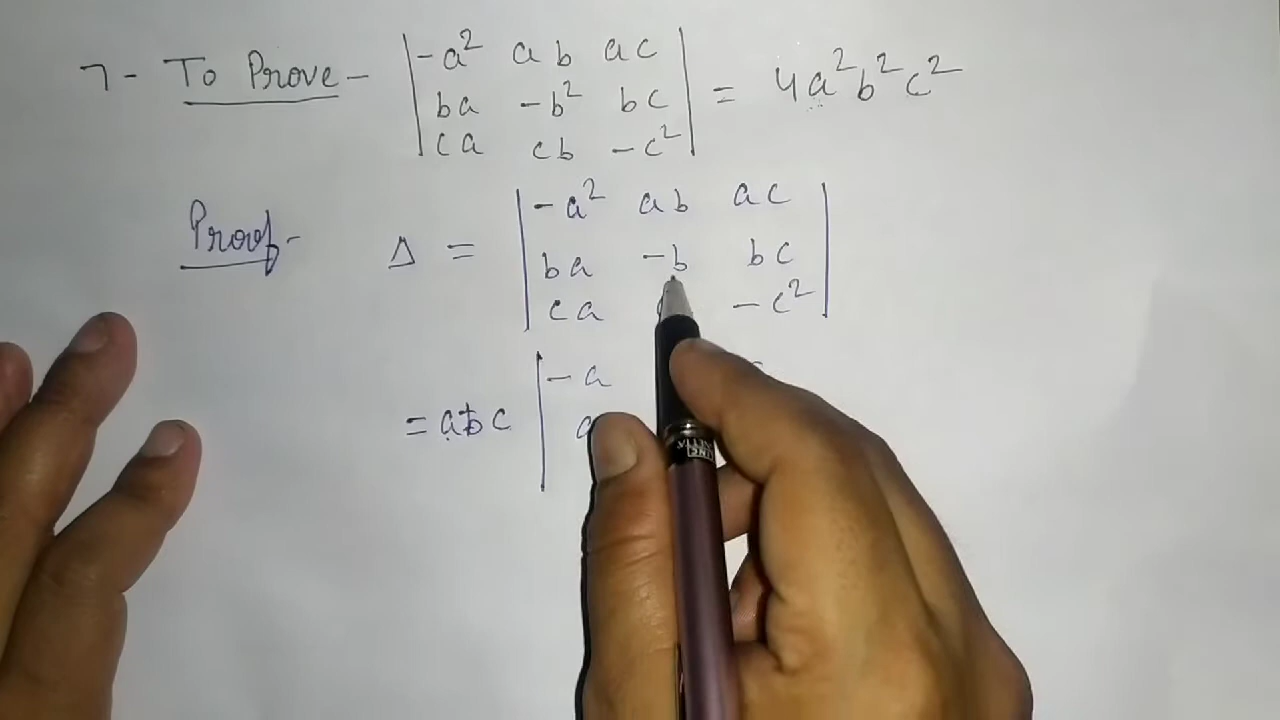 7- To Prove- | -a² ab ac |
| ba -b² bc | = 4a²b²c²
| ca cb -c² |
Proof- | -a² ab ac |
Δ = | ba -b bc |
| ca -c² |
| -a
= abc | a